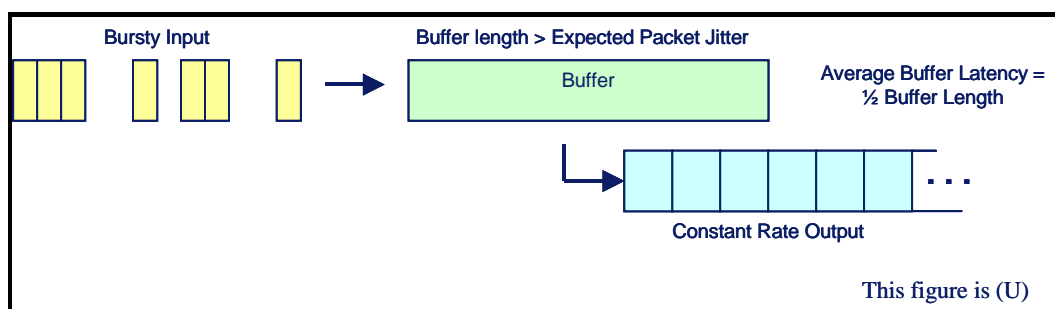 Bursty Input
Buffer length > Expected Packet Jitter
Buffer
Average Buffer Latency =
½ Buffer Length
. . .
Constant Rate Output
This figure is (U)